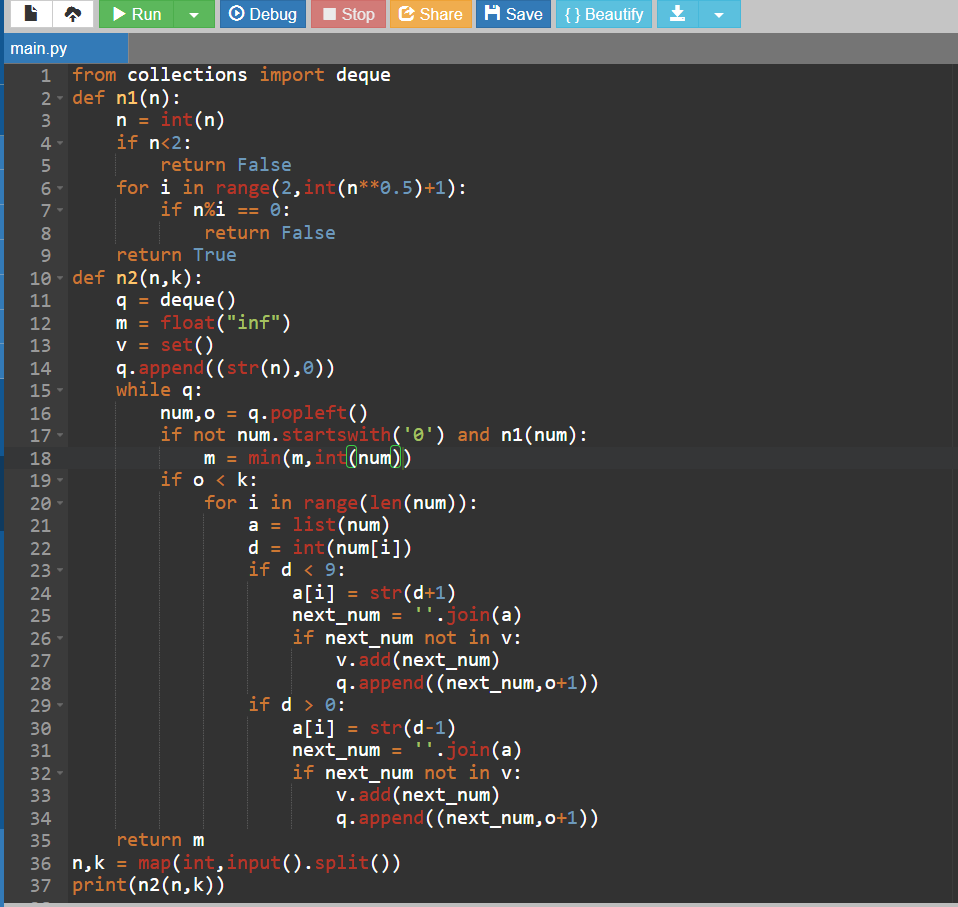 Run Debug Stop Share Save { } Beautify
main.py
1 from collections import deque
2 def n1(n):
3     n = int(n)
4     if n<2:
5         return False
6     for i in range(2,int(n**0.5)+1):
7         if n%i == 0:
8             return False
9     return True
10 def n2(n,k):
11     q = deque()
12     m = float("inf")
13     v = set()
14     q.append((str(n),0))
15     while q:
16         num,o = q.popleft()
17         if not num.startswith('0') and n1(num):
18             m = min(m,int(num))
19         if o < k:
20             for i in range(len(num)):
21                 a = list(num)
22                 d = int(num[i])
23                 if d < 9:
24                     a[i] = str(d+1)
25                     next_num = ''.join(a)
26                     if next_num not in v:
27                         v.add(next_num)
28                         q.append((next_num,o+1))
29                 if d > 0:
30                     a[i] = str(d-1)
31                     next_num = ''.join(a)
32                     if next_num not in v:
33                         v.add(next_num)
34                         q.append((next_num,o+1))
35     return m
36 n,k = map(int,input().split())
37 print(n2(n,k))